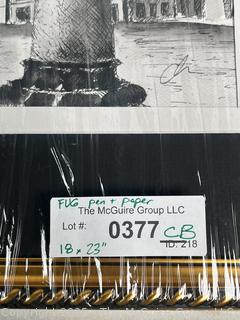 FUG pen + paper
The McGuire Group LLC
Lot #: 0377 CB
18 x 23" ID: 218